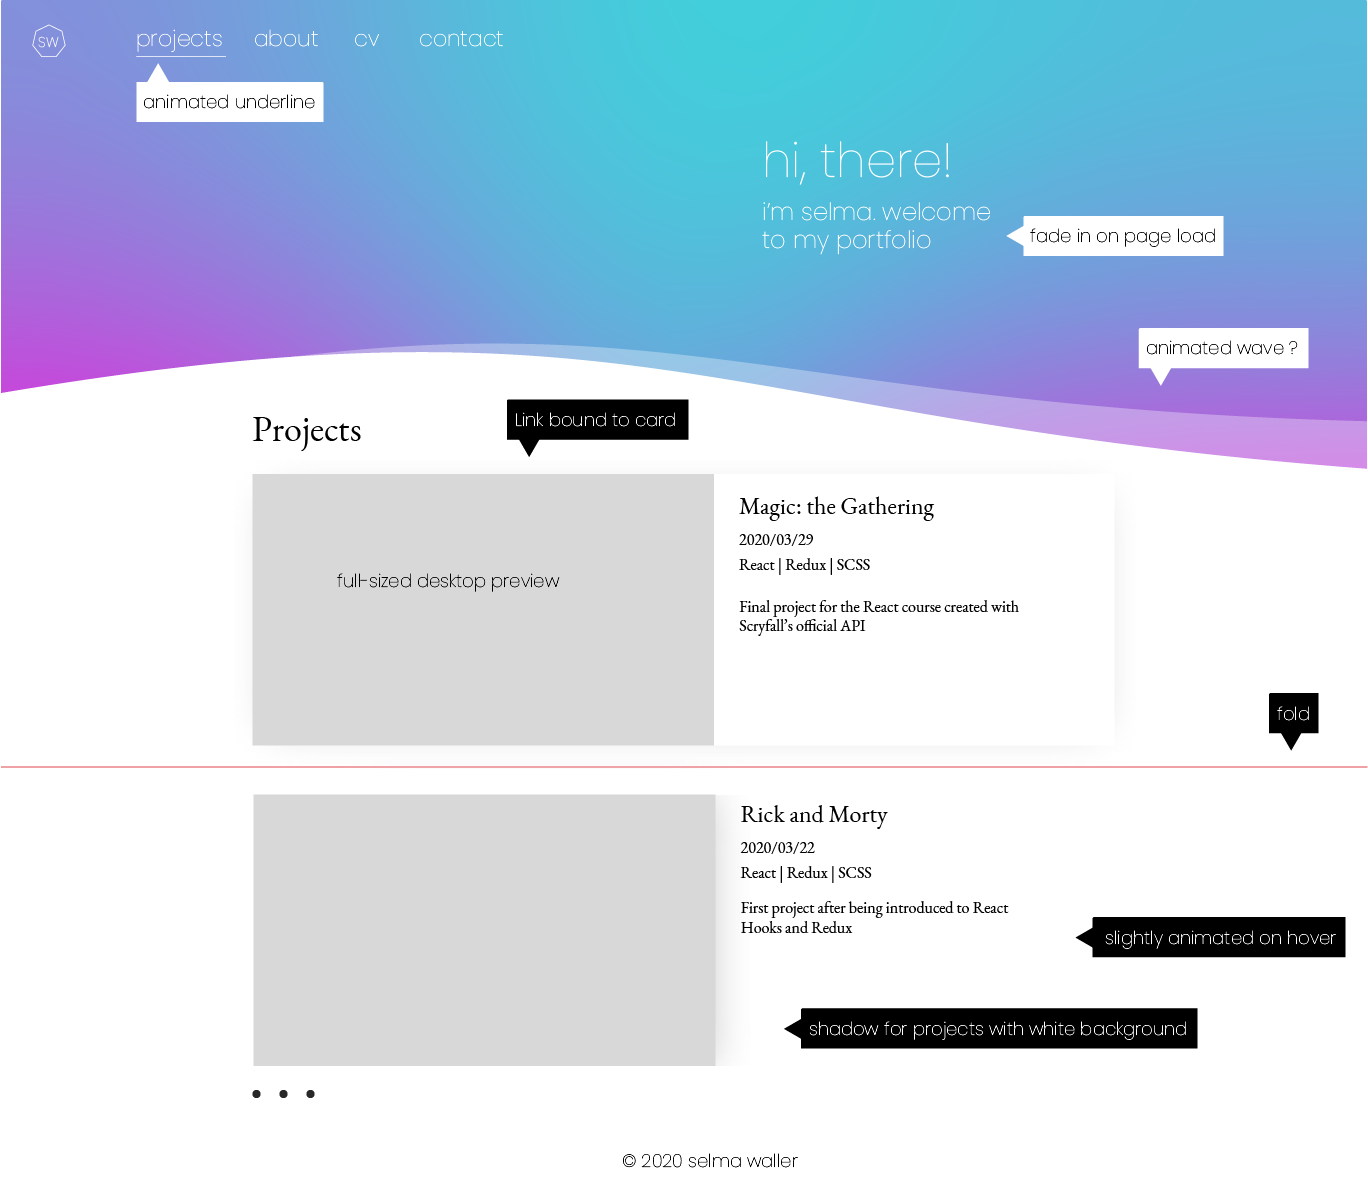 SW
projects about cv contact
animated underline
hi, there!
i'm selma. welcome
to my portfolio
fade in on page load
animated wave ?
Projects
Link bound to card
full-sized desktop preview
Magic: the Gathering
2020/03/29
React | Redux | SCSS
Final project for the React course created with
Scryfall's official API
fold
Rick and Morty
2020/03/22
React | Redux | SCSS
First project after being introduced to React
Hooks and Redux
slightly animated on hover
shadow for projects with white background
© 2020 selma waller